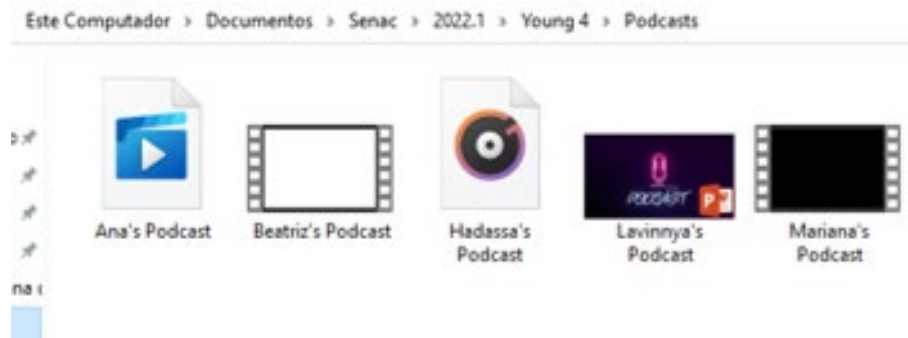 Este Computador > Documentos > Senac > 2022.1 > Young 4 > Podcasts
Ana's Podcast
Beatriz's Podcast
Hadassa's
Podcast
Lavinnya's
Podcast
Mariana's
Podcast
PODCAST
P